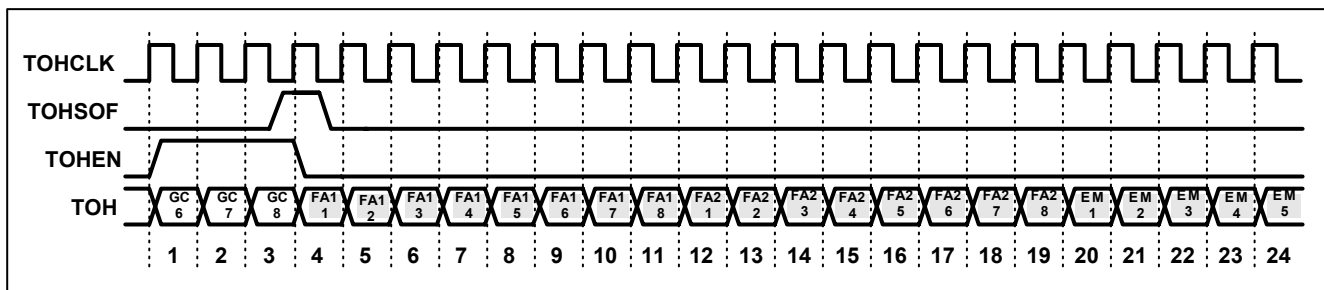 TOHCLK
TOHSOF
TOHEN
TOH
GC 6
GC 7
GC 8
FA1 1
FA1 2
FA1 3
FA1 4
FA1 5
FA1 6
FA1 7
FA1 8
FA2 1
FA2 2
FA2 3
FA2 4
FA2 5
FA2 6
FA2 7
FA2 8
EM 1
EM 2
EM 3
EM 4
EM 5
1 2 3 4 5 6 7 8 9 10 11 12 13 14 15 16 17 18 19 20 21 22 23 24